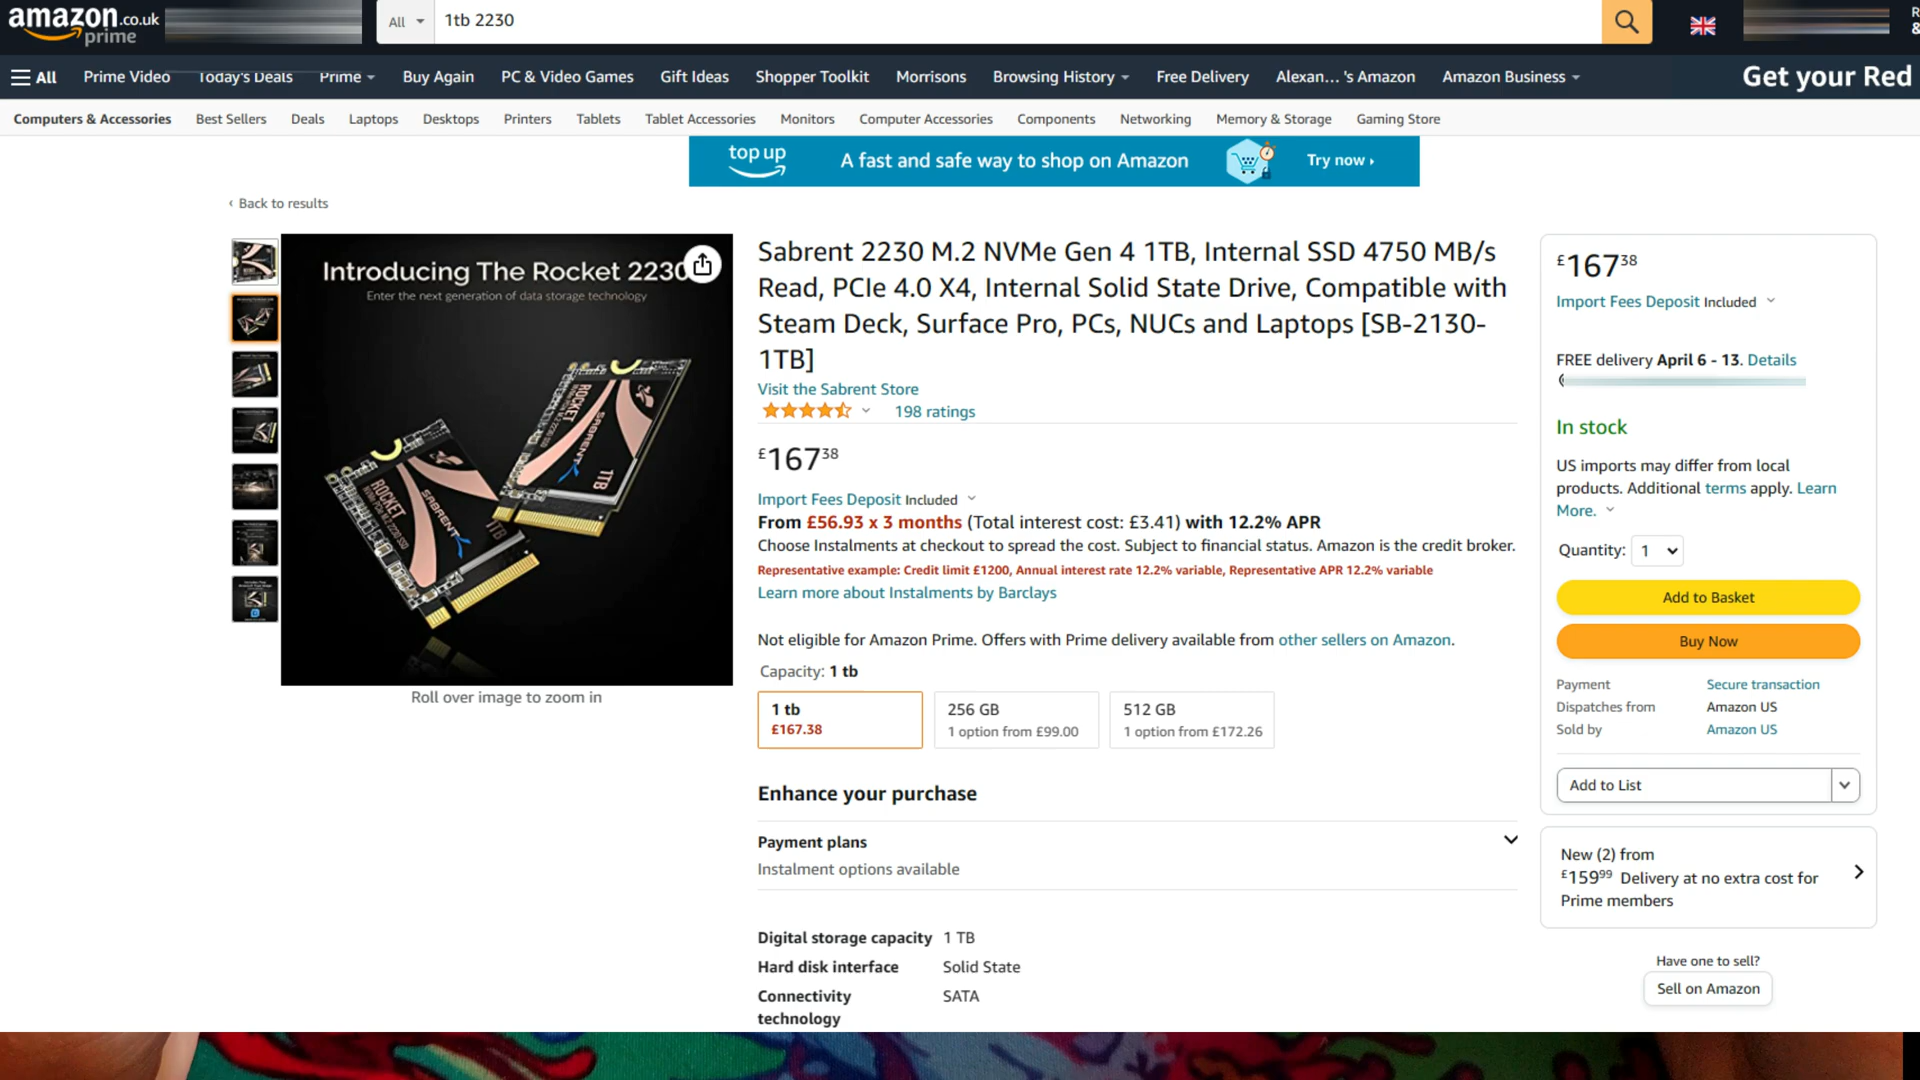 amazon.co.uk
prime
All
1tb 2230
R
&
All
Prime Video
Today's Deals
Prime
Buy Again
PC & Video Games
Gift Ideas
Shopper Toolkit
Morrisons
Browsing History
Free Delivery
Alexan... 's Amazon
Amazon Business
Get your Red
Computers & Accessories
Best Sellers
Deals
Laptops
Desktops
Printers
Tablets
Tablet Accessories
Monitors
Computer Accessories
Components
Networking
Memory & Storage
Gaming Store
top up
A fast and safe way to shop on Amazon
Try now ›
‹ Back to results
Introducing The Rocket 2230
Enter the next generation of data storage technology
ROCKET
NVMe PCIe M.2 2230 SSD
SABRENT
1TB
ROCKET
SABRENT
1TB
Roll over image to zoom in
Sabrent 2230 M.2 NVMe Gen 4 1TB, Internal SSD 4750 MB/s
Read, PCIe 4.0 X4, Internal Solid State Drive, Compatible with
Steam Deck, Surface Pro, PCs, NUCs and Laptops [SB-2130-
1TB]
Visit the Sabrent Store
198 ratings
£16738
Import Fees Deposit Included
From £56.93 x 3 months (Total interest cost: £3.41) with 12.2% APR
Choose Instalments at checkout to spread the cost. Subject to financial status. Amazon is the credit broker.
Representative example: Credit limit £1200, Annual interest rate 12.2% variable, Representative APR 12.2% variable
Learn more about Instalments by Barclays
Not eligible for Amazon Prime. Offers with Prime delivery available from other sellers on Amazon.
Capacity: 1 tb
1 tb
£167.38
256 GB
1 option from £99.00
512 GB
1 option from £172.26
Enhance your purchase
Payment plans
Instalment options available
Digital storage capacity 1 TB
Hard disk interface Solid State
Connectivity SATA
technology
£16738
Import Fees Deposit Included
FREE delivery April 6 - 13. Details
In stock
US imports may differ from local
products. Additional terms apply. Learn
More.
Quantity: 1
Add to Basket
Buy Now
Payment Secure transaction
Dispatches from Amazon US
Sold by Amazon US
Add to List
New (2) from
£15999 Delivery at no extra cost for
Prime members
Have one to sell?
Sell on Amazon